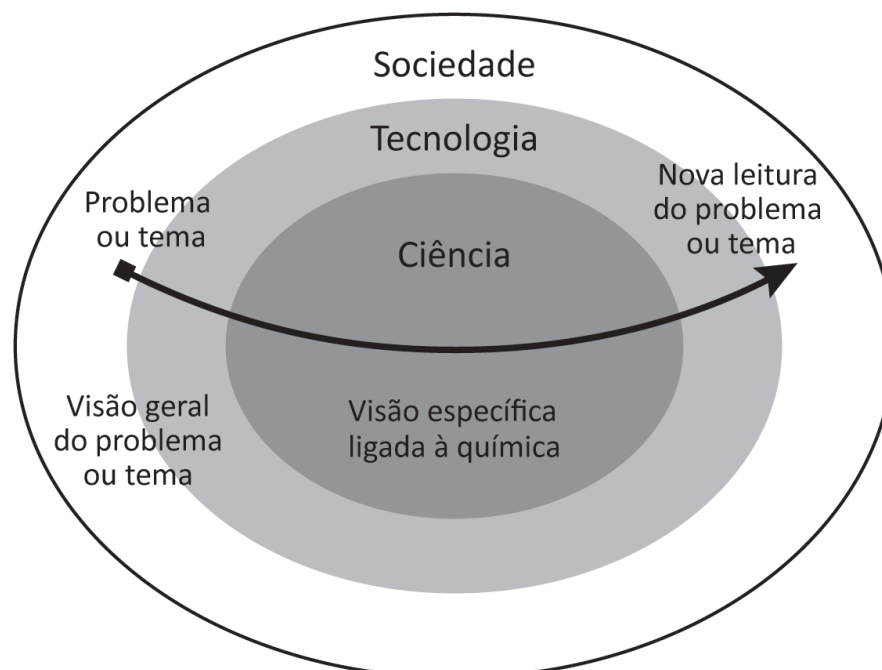 Sociedade
Tecnologia
Problema
ou tema
Nova leitura
do problema
ou tema
Ciência
Visão geral
do problema
ou tema
Visão específica
ligada à química